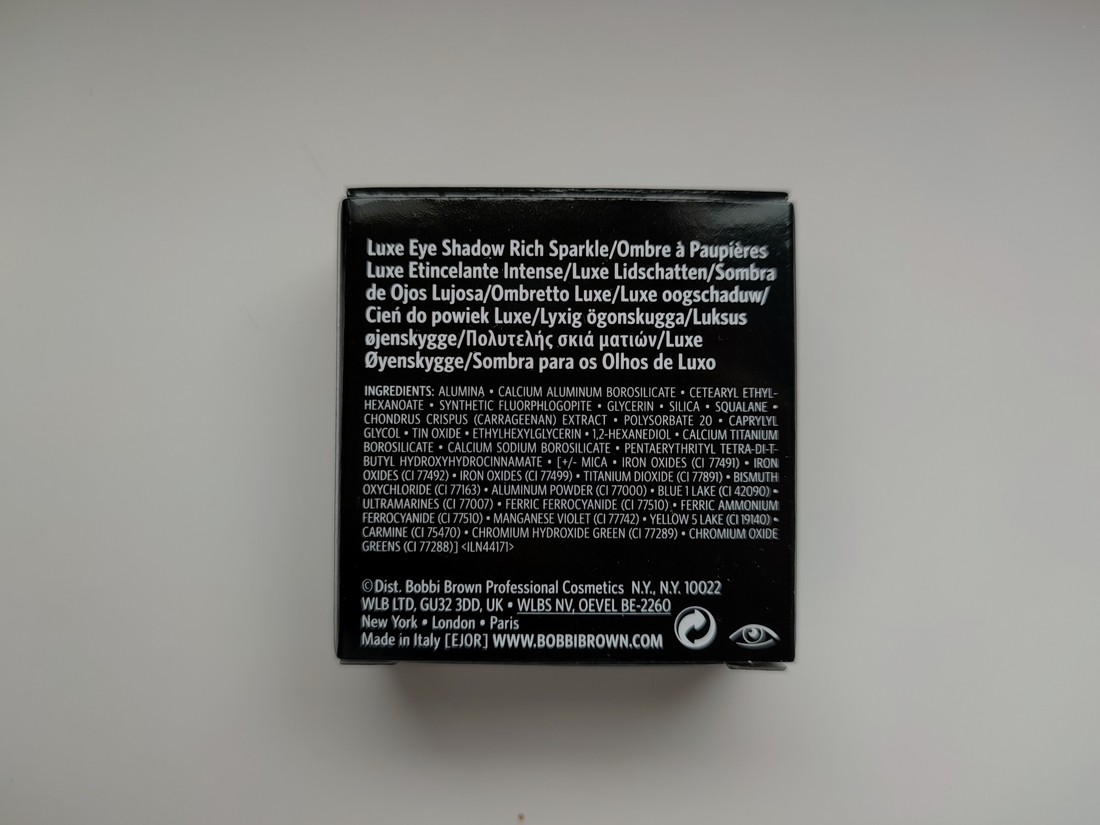 Luxe Eye Shadow Rich Sparkle/Ombre à Paupières
Luxe Etincelante Intense/Luxe Lidschatten/Sombra
de Ojos Lujosa/Ombretto Luxe/Luxe oogschaduw/
Cień do powiek Luxe/Lyxig ögonskugga/Luksus
øjenskygge/Πολυτελής σκιά ματιών/Luxe
Øyenskygge/Sombra para os Olhos de Luxo
INGREDIENTS: ALUMINA • CALCIUM ALUMINUM BOROSILICATE • CETEARYL ETHYL-
HEXANOATE • SYNTHETIC FLUORPHLOGOPITE • GLYCERIN • SILICA • SQUALANE •
CHONDRUS CRISPUS (CARRAGEENAN) EXTRACT • POLYSORBATE 20 • CAPRYLYL
GLYCOL • TIN OXIDE • ETHYLHEXYLGLYCERIN • 1,2-HEXANEDIOL • CALCIUM TITANIUM
BOROSILICATE • CALCIUM SODIUM BOROSILICATE • PENTAERYTHRITYL TETRA-DI-T-
BUTYL HYDROXYHYDROCINNAMATE • [+/- MICA • IRON OXIDES (CI 77491) • IRON
OXIDES (CI 77492) • IRON OXIDES (CI 77499) • TITANIUM DIOXIDE (CI 77891) • BISMUTH
OXYCHLORIDE (CI 77163) • ALUMINUM POWDER (CI 77000) • BLUE 1 LAKE (CI 42090) •
ULTRAMARINES (CI 77007) • FERRIC FERROCYANIDE (CI 77510) • FERRIC AMMONIUM
FERROCYANIDE (CI 77510) • MANGANESE VIOLET (CI 77742) • YELLOW 5 LAKE (CI 19140) •
CARMINE (CI 75470) • CHROMIUM HYDROXIDE GREEN (CI 77289) • CHROMIUM OXIDE
GREENS (CI 77288)] <ILN44171>
©Dist. Bobbi Brown Professional Cosmetics N.Y., N.Y. 10022
WLB LTD, GU32 3DD, UK • WLBS NV, OEVEL BE-2260
New York • London • Paris
Made in Italy [EJOR] WWW.BOBBIBROWN.COM